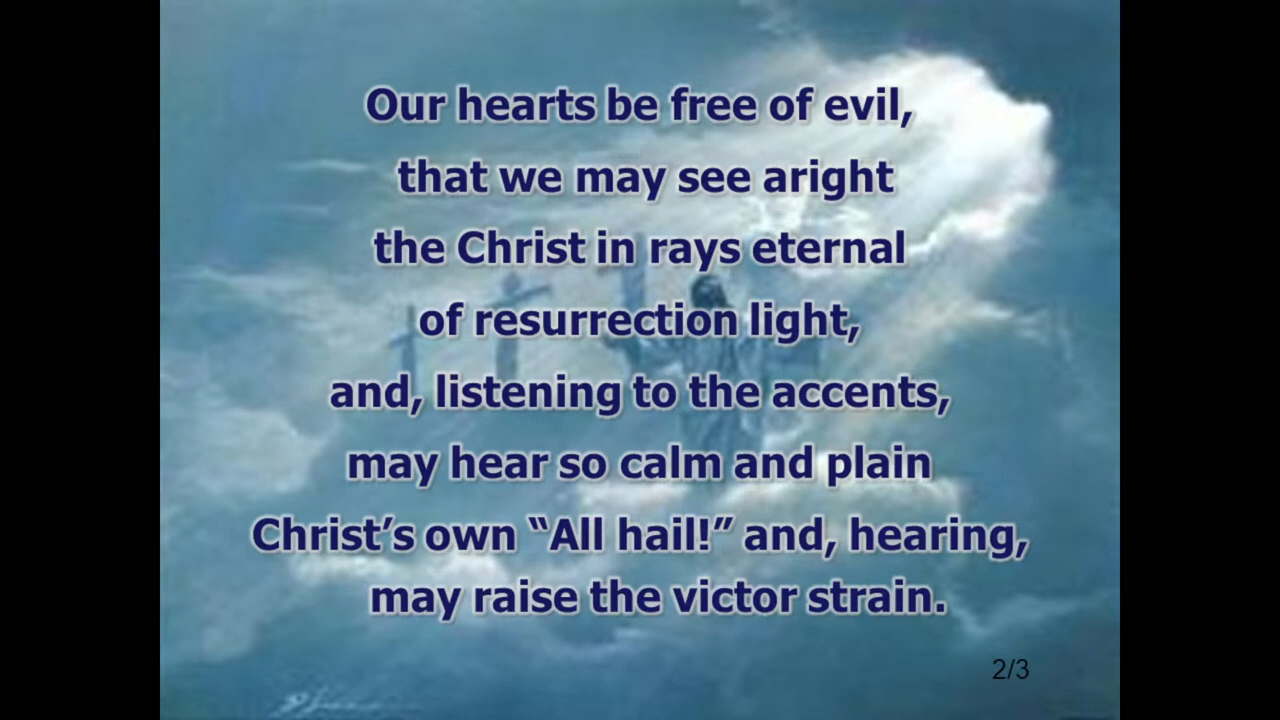 Our hearts be free of evil,
that we may see aright
the Christ in rays eternal
of resurrection light,
and, listening to the accents,
may hear so calm and plain
Christ’s own “All hail!” and, hearing,
may raise the victor strain.
2/3